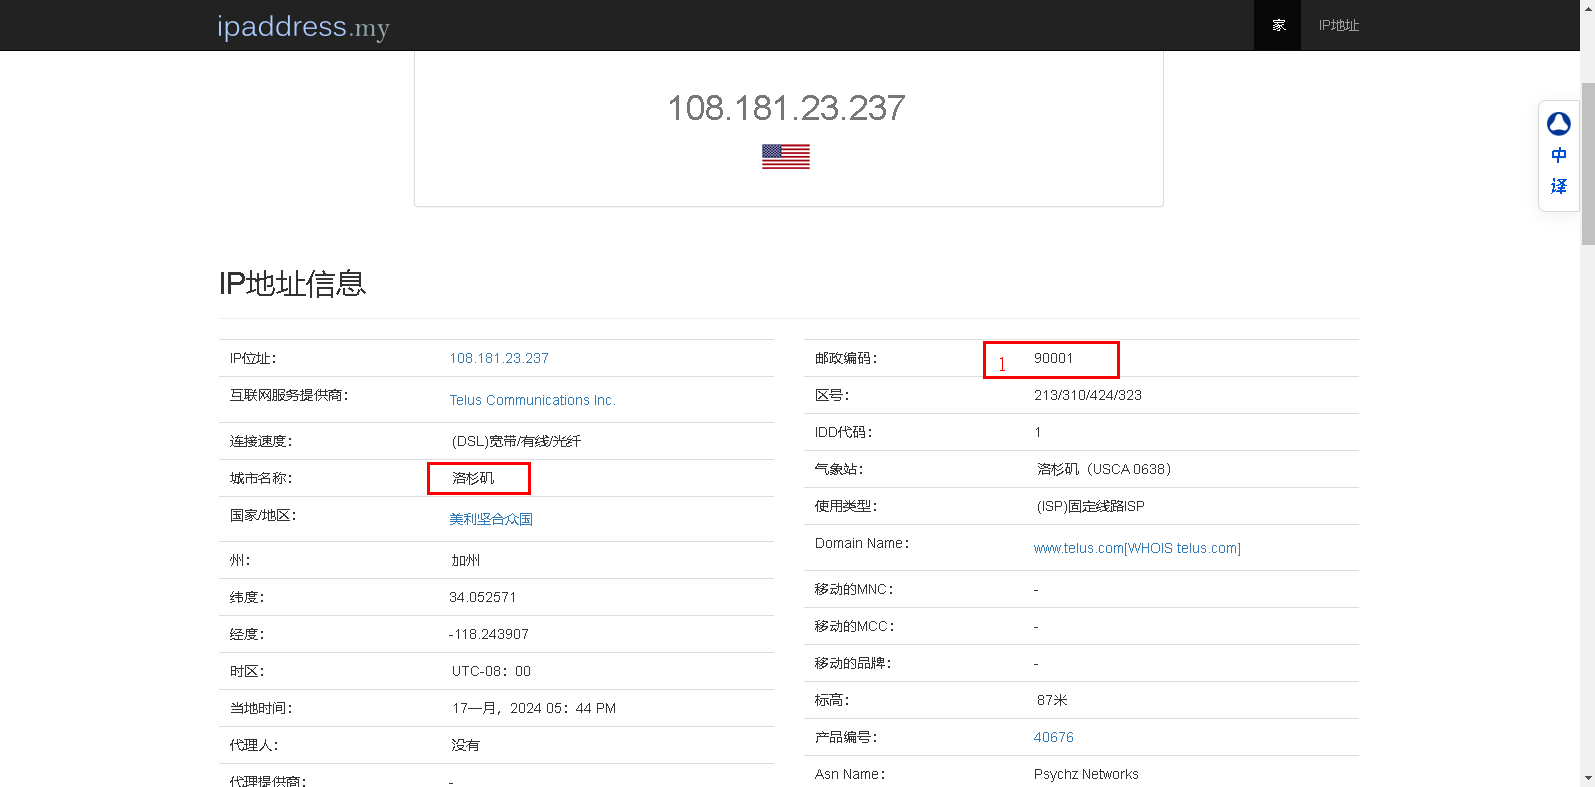 ipaddress.my
家 IP地址
108.181.23.237
中
译
IP地址信息
IP位址： 108.181.23.237
互联网服务提供商： Telus Communications Inc.
连接速度： (DSL)宽带/有线/光纤
城市名称： 洛杉矶
国家/地区： 美利坚合众国
州： 加州
纬度： 34.052571
经度： -118.243907
时区： UTC-08：00
当地时间： 17一月，2024 05：44 PM
代理人： 没有
代理提供商： -
邮政编码： 1 90001
区号： 213/310/424/323
IDD代码： 1
气象站： 洛杉矶（USCA 0638）
使用类型： (ISP)固定线路ISP
Domain Name： www.telus.com[WHOIS telus.com]
移动的MNC： -
移动的MCC： -
移动的品牌： -
标高： 87米
产品编号： 40676
Asn Name： Psychz Networks